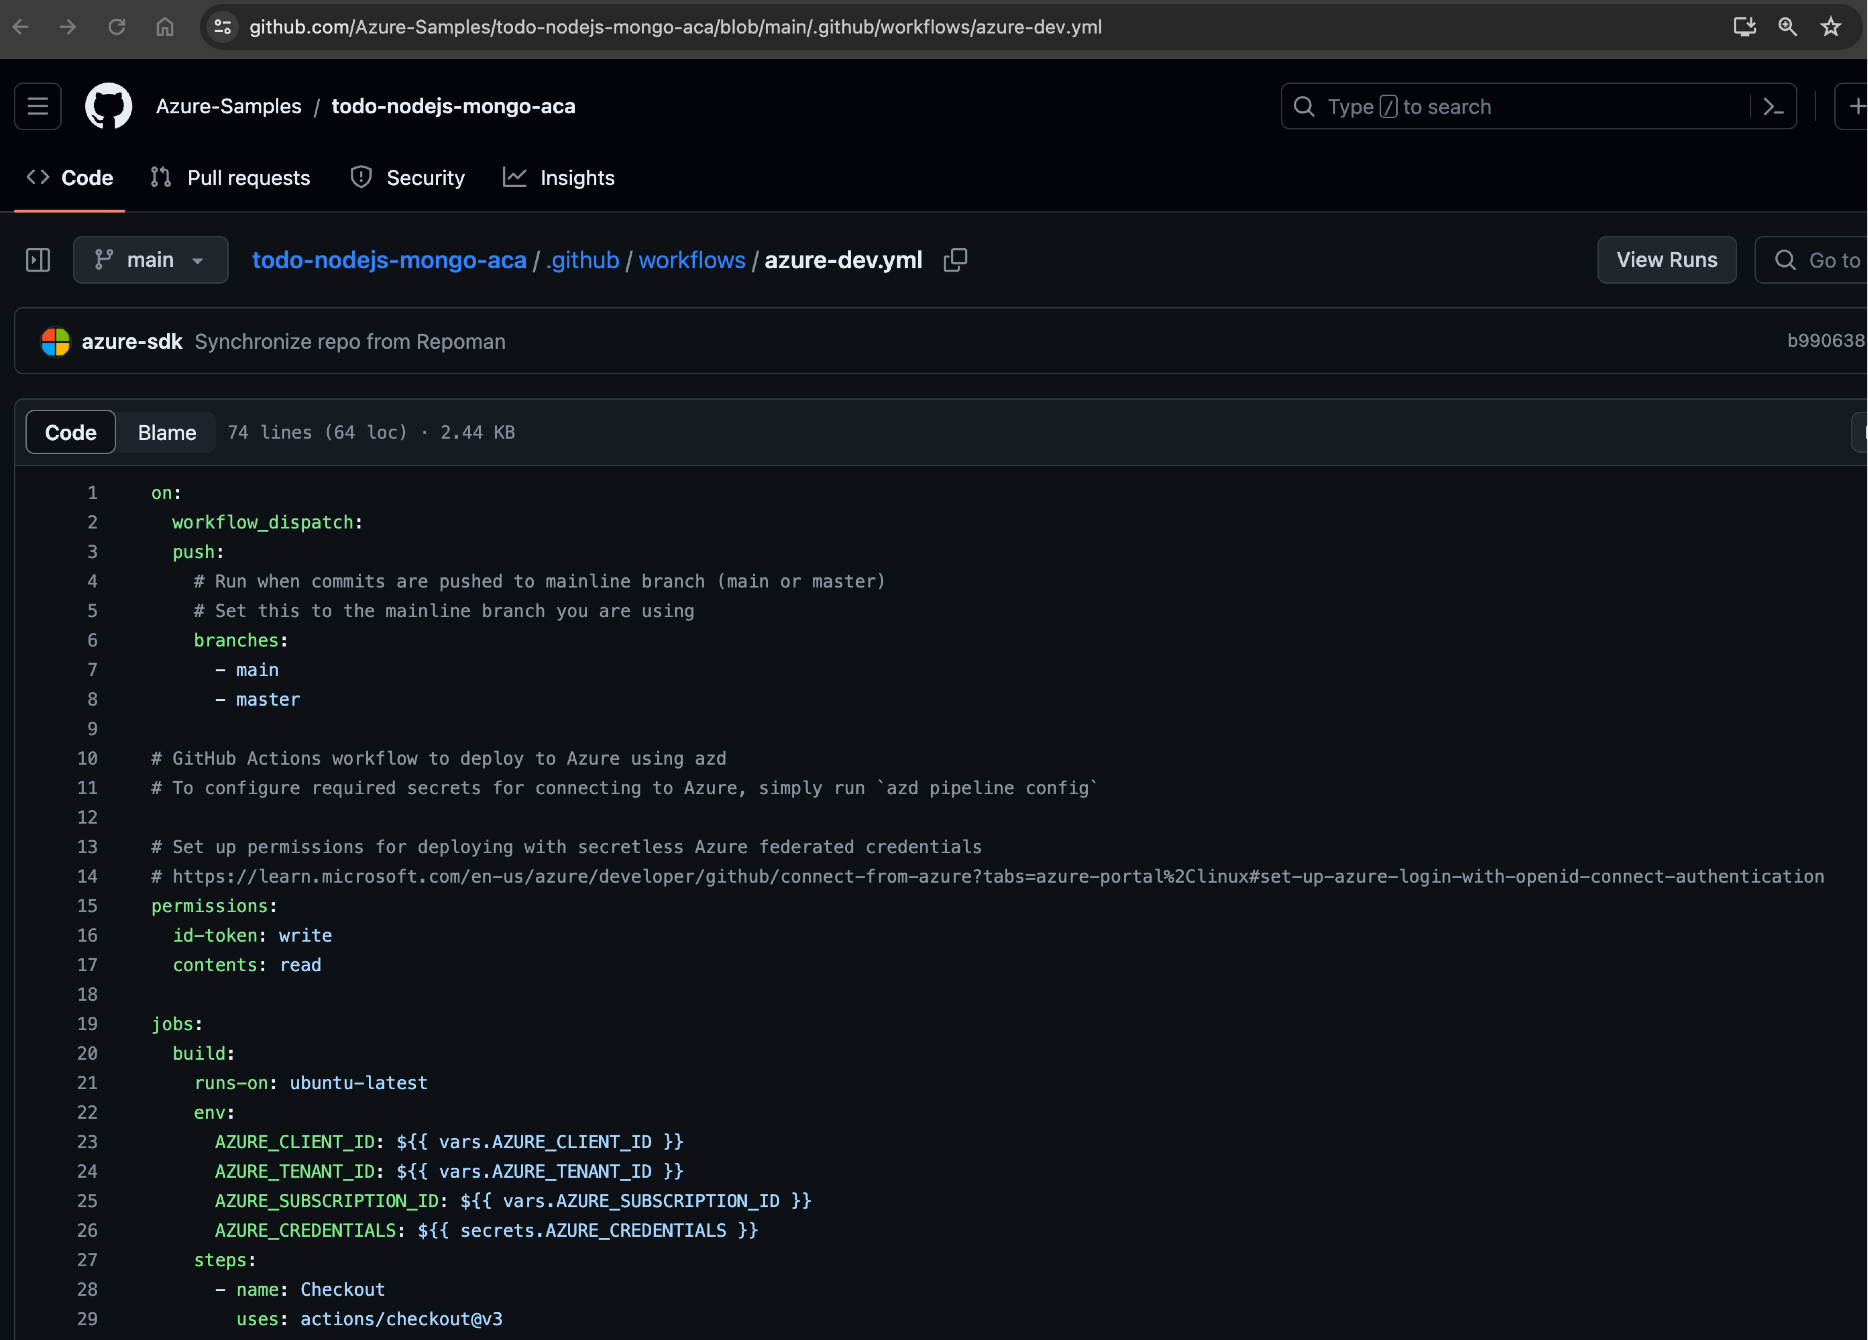 github.com/Azure-Samples/todo-nodejs-mongo-aca/blob/main/.github/workflows/azure-dev.yml
Azure-Samples / todo-nodejs-mongo-aca
Type / to search
Code
Pull requests
Security
Insights
main
todo-nodejs-mongo-aca / .github / workflows / azure-dev.yml
View Runs
Go to
azure-sdk Synchronize repo from Repoman
b990638
Code
Blame
74 lines (64 loc) · 2.44 KB
1 on:
2   workflow_dispatch:
3   push:
4     # Run when commits are pushed to mainline branch (main or master)
5     # Set this to the mainline branch you are using
6     branches:
7       - main
8       - master
9
10 # GitHub Actions workflow to deploy to Azure using azd
11 # To configure required secrets for connecting to Azure, simply run `azd pipeline config`
12
13 # Set up permissions for deploying with secretless Azure federated credentials
14 # https://learn.microsoft.com/en-us/azure/developer/github/connect-from-azure?tabs=azure-portal%2Clinux#set-up-azure-login-with-openid-connect-authentication
15 permissions:
16   id-token: write
17   contents: read
18
19 jobs:
20   build:
21     runs-on: ubuntu-latest
22     env:
23       AZURE_CLIENT_ID: ${{ vars.AZURE_CLIENT_ID }}
24       AZURE_TENANT_ID: ${{ vars.AZURE_TENANT_ID }}
25       AZURE_SUBSCRIPTION_ID: ${{ vars.AZURE_SUBSCRIPTION_ID }}
26       AZURE_CREDENTIALS: ${{ secrets.AZURE_CREDENTIALS }}
27     steps:
28       - name: Checkout
29         uses: actions/checkout@v3